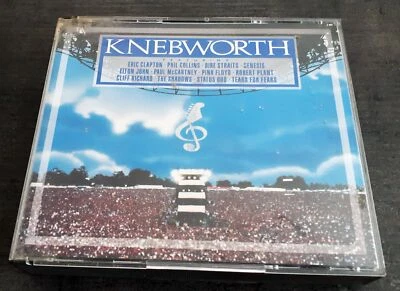 KNEBWORTH
FEATURING
ERIC CLAPTON · PHIL COLLINS · DIRE STRAITS · GENESIS
ELTON JOHN · PAUL McCARTNEY · PINK FLOYD · ROBERT PLANT
CLIFF RICHARD · THE SHADOWS · STATUS QUO · TEARS FOR FEARS